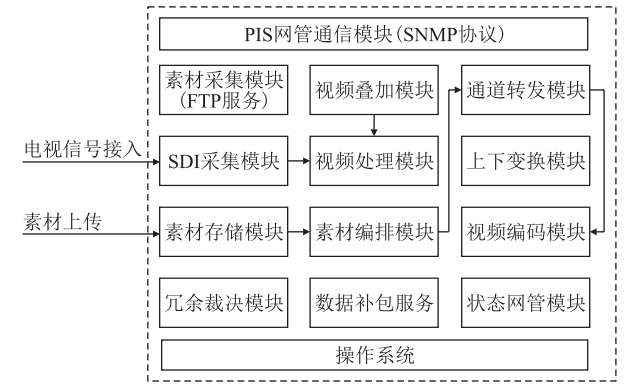 PIS网管通信模块(SNMP协议)
素材采集模块
(FTP服务)
视频叠加模块
通道转发模块
电视信号接入
SDI采集模块
视频处理模块
上下变换模块
素材上传
素材存储模块
素材编排模块
视频编码模块
冗余裁决模块
数据补包服务
状态网管模块
操作系统